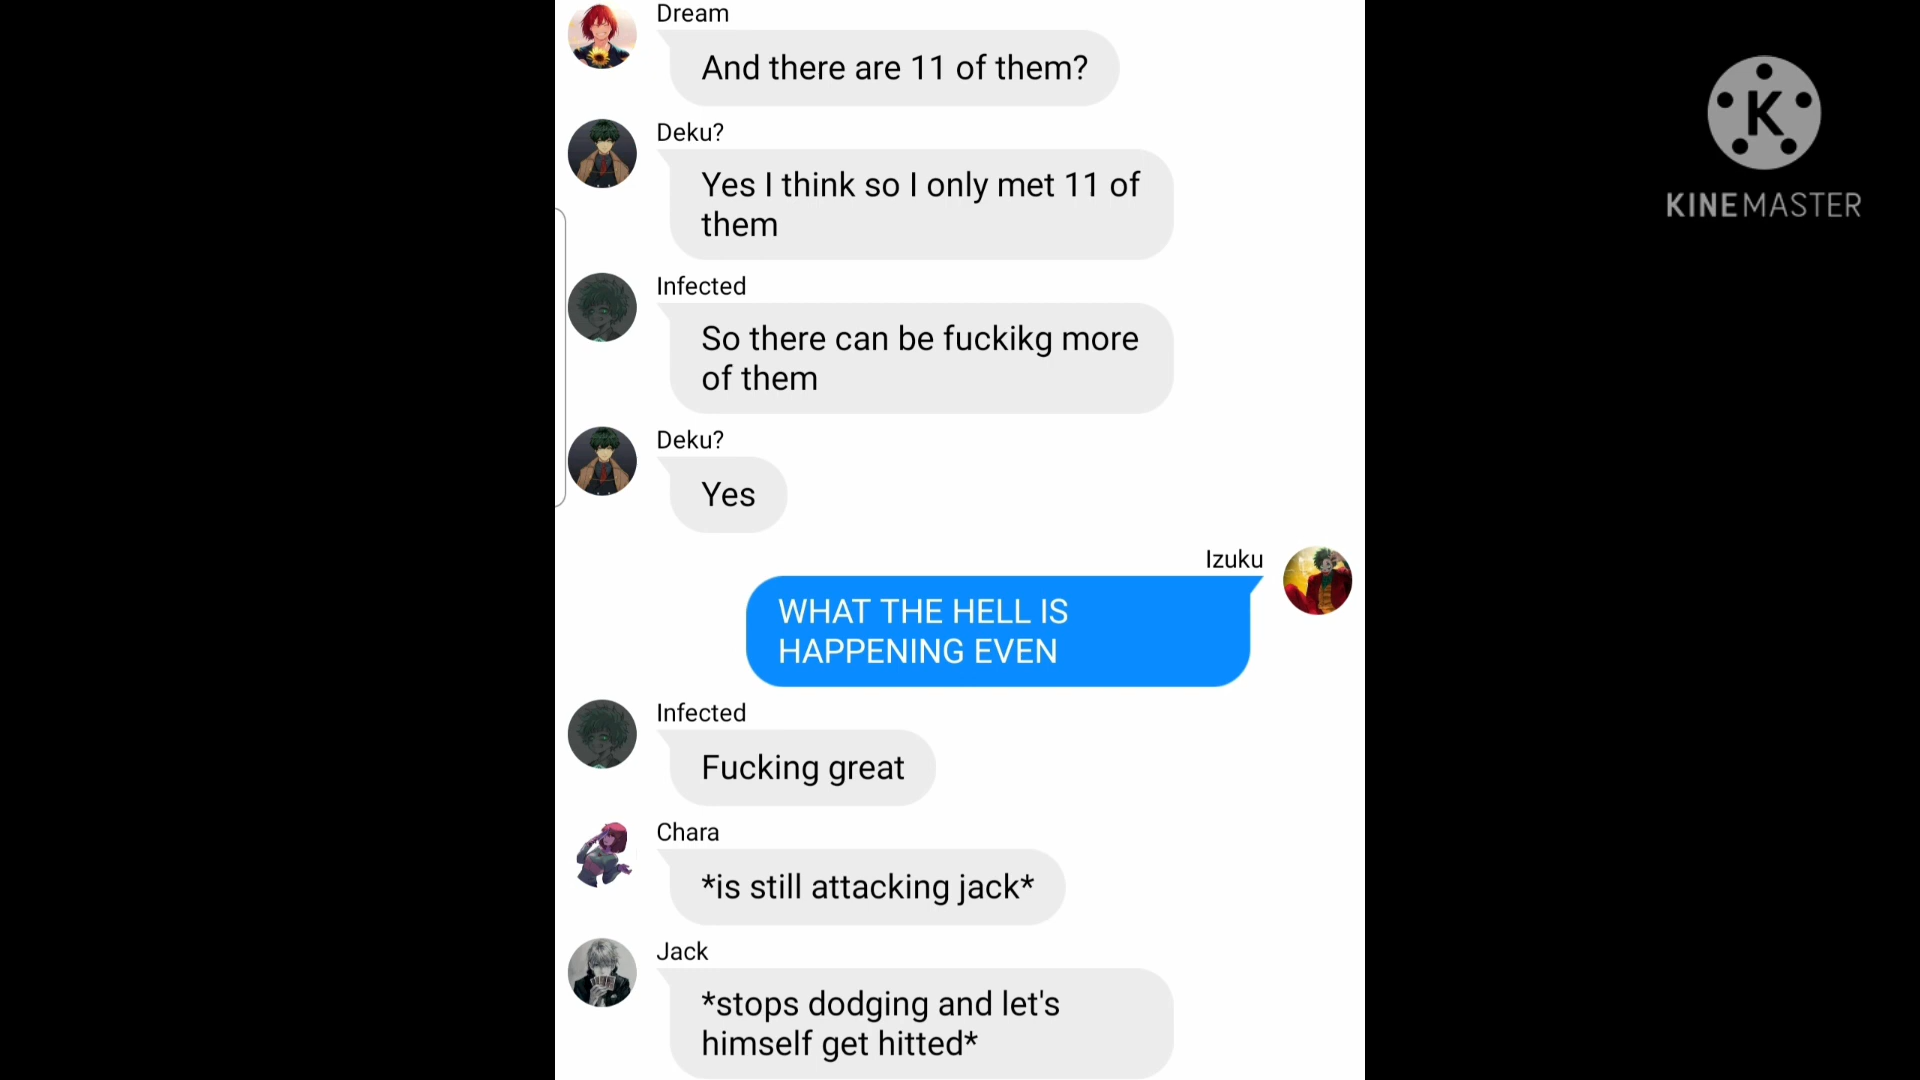 Dream
And there are 11 of them?
Deku?
Yes I think so I only met 11 of
them
Infected
So there can be fuckikg more
of them
Deku?
Yes
Izuku
WHAT THE HELL IS
HAPPENING EVEN
Infected
Fucking great
Chara
*is still attacking jack*
Jack
*stops dodging and let's
himself get hitted*
K
KINEMASTER